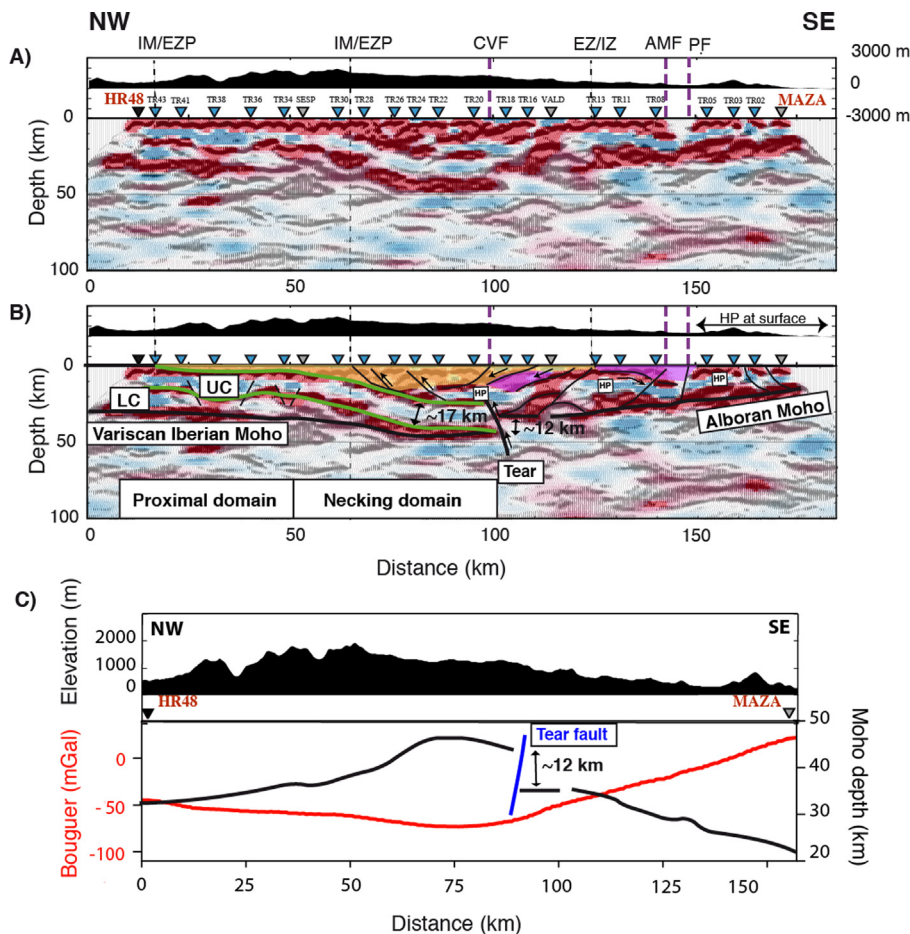 NW SE
IM/EZP IM/EZP CVF EZ/IZ AMF PF
A)
3000 m
0
-3000 m
HR48 TR43 TR41 TR38 TR36 TR34 SESP TR30 TR28 TR26 TR24 TR22 TR20 TR18 TR16 VALD TR13 TR11 TR08 TR05 TR03 TR02 MAZA
0
50
100
Depth (km)
0 50 100 150
B)
HP at surface
0
50
100
Depth (km)
LC UC HP HP HP
~17 km
~12 km
Variscan Iberian Moho
Alboran Moho
Tear
Proximal domain Necking domain
0 50 100 150
Distance (km)
C)
NW SE
Elevation (m)
2000
1000
0
HR48 MAZA
Tear fault
~12 km
Bouguer (mGal)
0
-50
-100
50
40
30
20
Moho depth (km)
0 25 50 75 100 125 150
Distance (km)